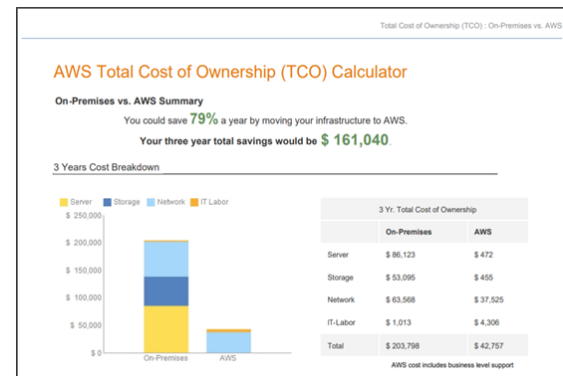 Total Cost of Ownership (TCO) : On-Premises vs. AWS
AWS Total Cost of Ownership (TCO) Calculator
On-Premises vs. AWS Summary
You could save 79% a year by moving your infrastructure to AWS.
Your three year total savings would be $ 161,040.
3 Years Cost Breakdown
Server Storage Network IT Labor
$ 250,000
$ 200,000
$ 150,000
$ 100,000
$ 50,000
$ 0
On-Premises AWS
3 Yr. Total Cost of Ownership
On-Premises AWS
Server $ 86,123 $ 472
Storage $ 53,095 $ 455
Network $ 63,568 $ 37,525
IT-Labor $ 1,013 $ 4,306
Total $ 203,798 $ 42,757
AWS cost includes business level support